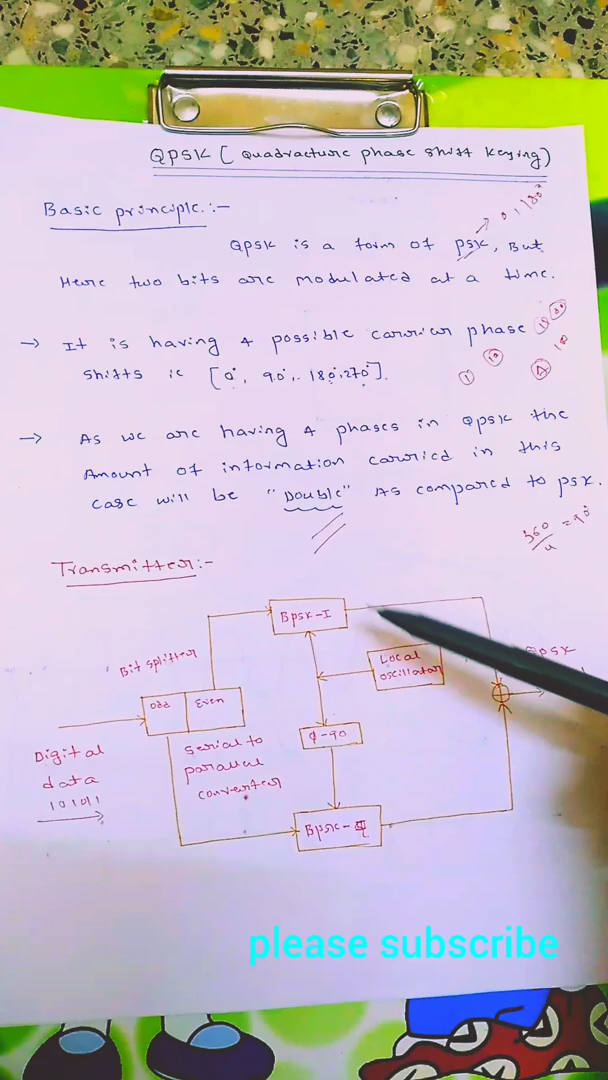 QPSK [Quadracture phase shift keying)
Basic principle:-
0, 180°
QPSK is a form of PSK, But
Here two bits are modulated at a time.
→ It is having 4 possible carrier phase
shifts ie [0°, 90°, 180°, 270°].
→ As we are having 4 phases in QPSK the
Amount of information carried in this
case will be "Double" As compared to PSK.
360/4 = 90°
Transmitter:-
BPSK-I
Bit splitter
Local
oscillator
QPSK
odd Even
φ-90
Digital
data
101011
serial to
parallel
converter
BPSK-Q
please subscribe